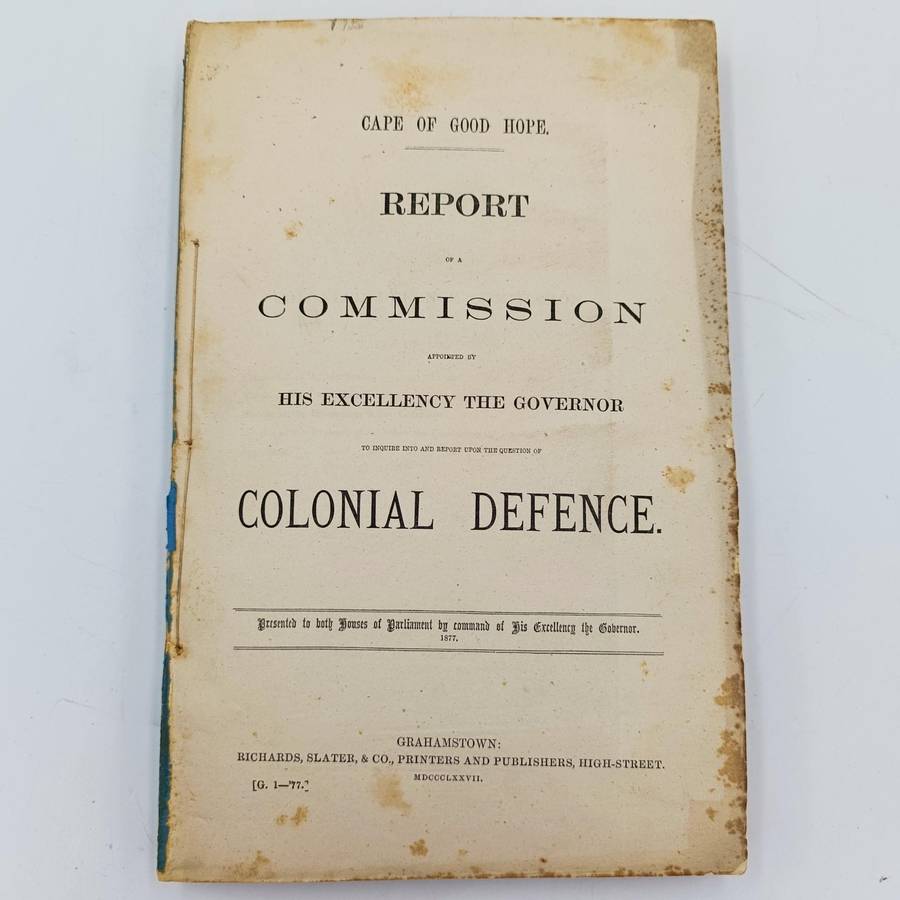 CAPE OF GOOD HOPE.
REPORT
OF A
COMMISSION
APPOINTED BY
HIS EXCELLENCY THE GOVERNOR
TO INQUIRE INTO AND REPORT UPON THE QUESTION OF
COLONIAL DEFENCE.
Presented to both Houses of Parliament by command of His Excellency the Governor.
1877.
GRAHAMSTOWN:
RICHARDS, SLATER, & CO., PRINTERS AND PUBLISHERS, HIGH-STREET.
MDCCCLXXVII.
[G. 1—'77.]